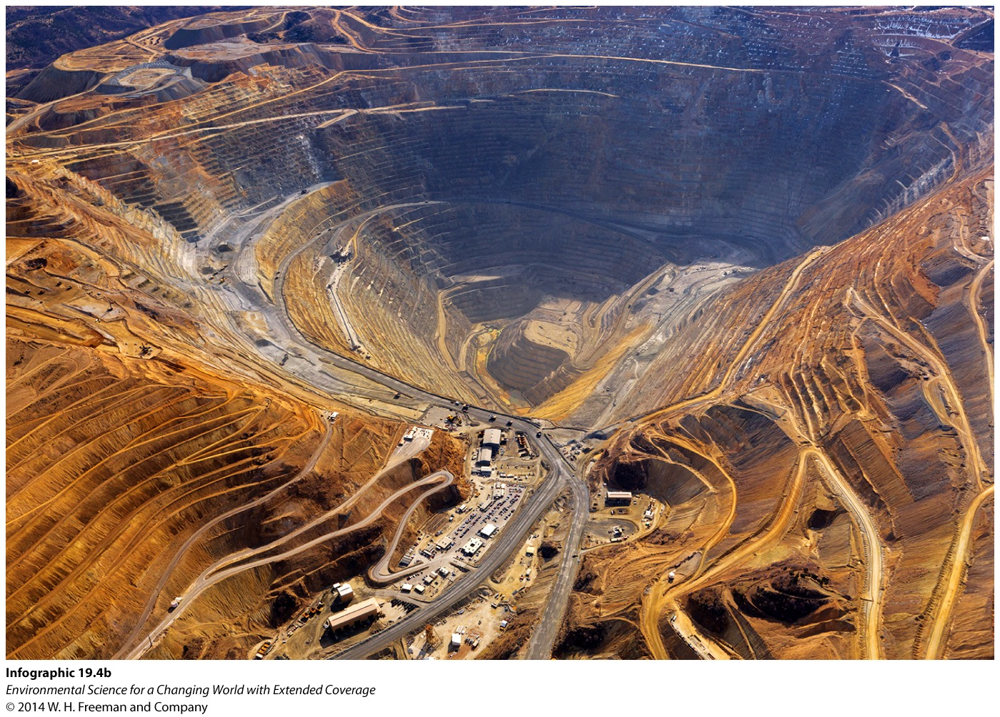 Infographic 19.4b
Environmental Science for a Changing World with Extended Coverage
© 2014 W. H. Freeman and Company